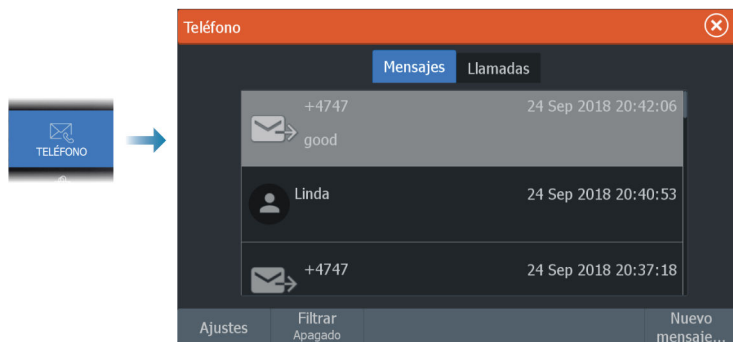 TELÉFONO
Teléfono
Mensajes Llamadas
+4747 24 Sep 2018 20:42:06
good
Linda 24 Sep 2018 20:40:53
+4747 24 Sep 2018 20:37:18
Ajustes
Filtrar
Apagado
Nuevo
mensaje...